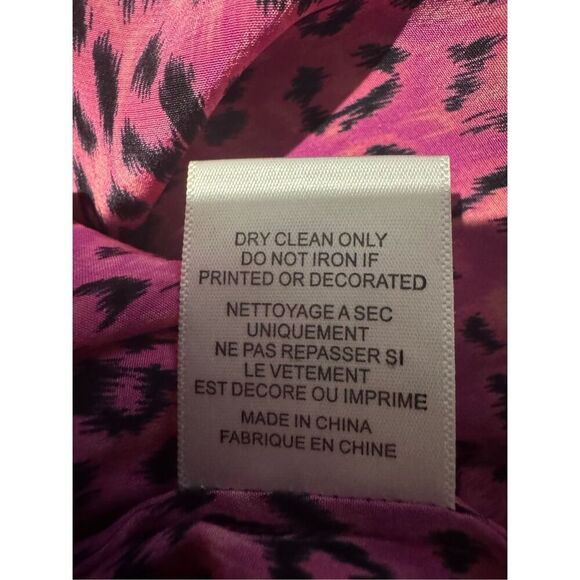 DRY CLEAN ONLY
DO NOT IRON IF
PRINTED OR DECORATED
NETTOYAGE A SEC
UNIQUEMENT
NE PAS REPASSER SI
LE VETEMENT
EST DECORE OU IMPRIME
MADE IN CHINA
FABRIQUE EN CHINE